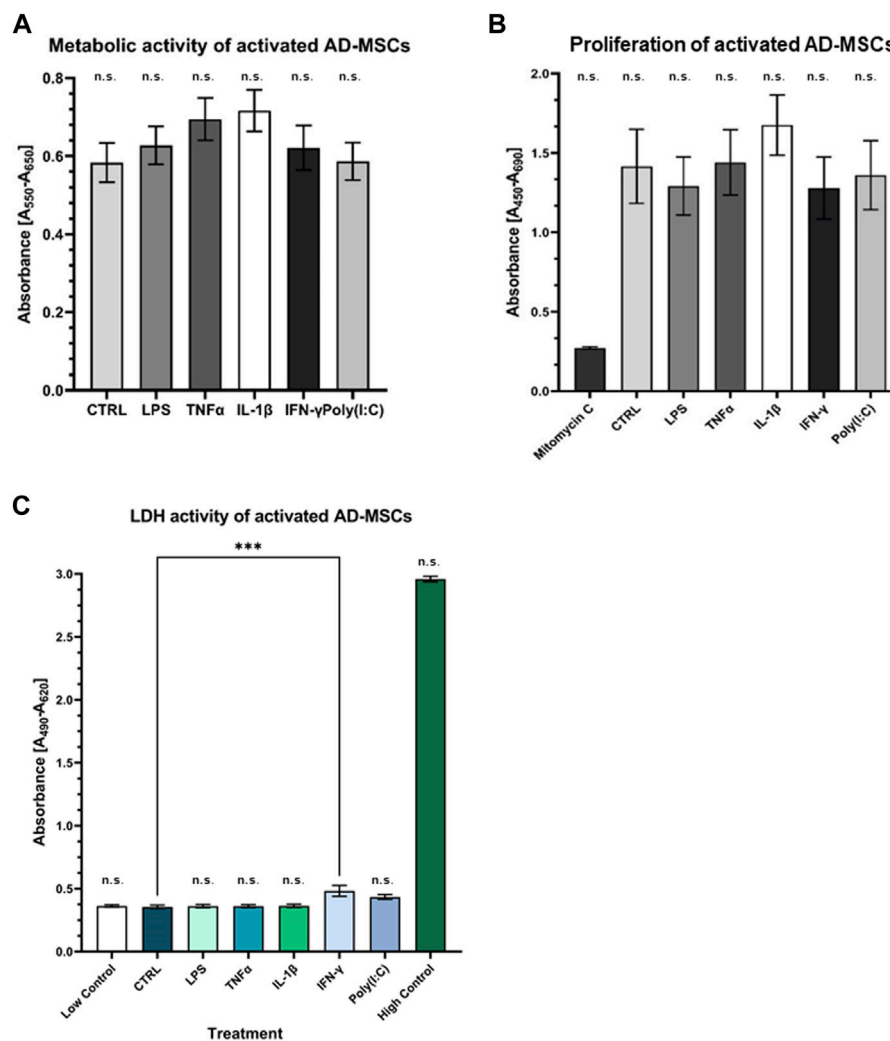 A
Metabolic activity of activated AD-MSCs
n.s. n.s. n.s. n.s. n.s. n.s.
0.8
0.6
0.4
0.2
0.0
Absorbance [A550-A650]
CTRL LPS TNFα IL-1β IFN-γ Poly(I:C)
B
Proliferation of activated AD-MSCs
n.s. n.s. n.s. n.s. n.s. n.s. n.s.
2.0
1.5
1.0
0.5
0.0
Absorbance [A450-A690]
Mitomycin C CTRL LPS TNFα IL-1β IFN-γ Poly(I:C)
C
LDH activity of activated AD-MSCs
***
n.s.
3.0
2.5
2.0
1.5
1.0
0.5
0.0
Absorbance [A490-A620]
n.s. n.s. n.s. n.s. n.s.
Low Control CTRL LPS TNFα IL-1β IFN-γ Poly(I:C) High Control
Treatment